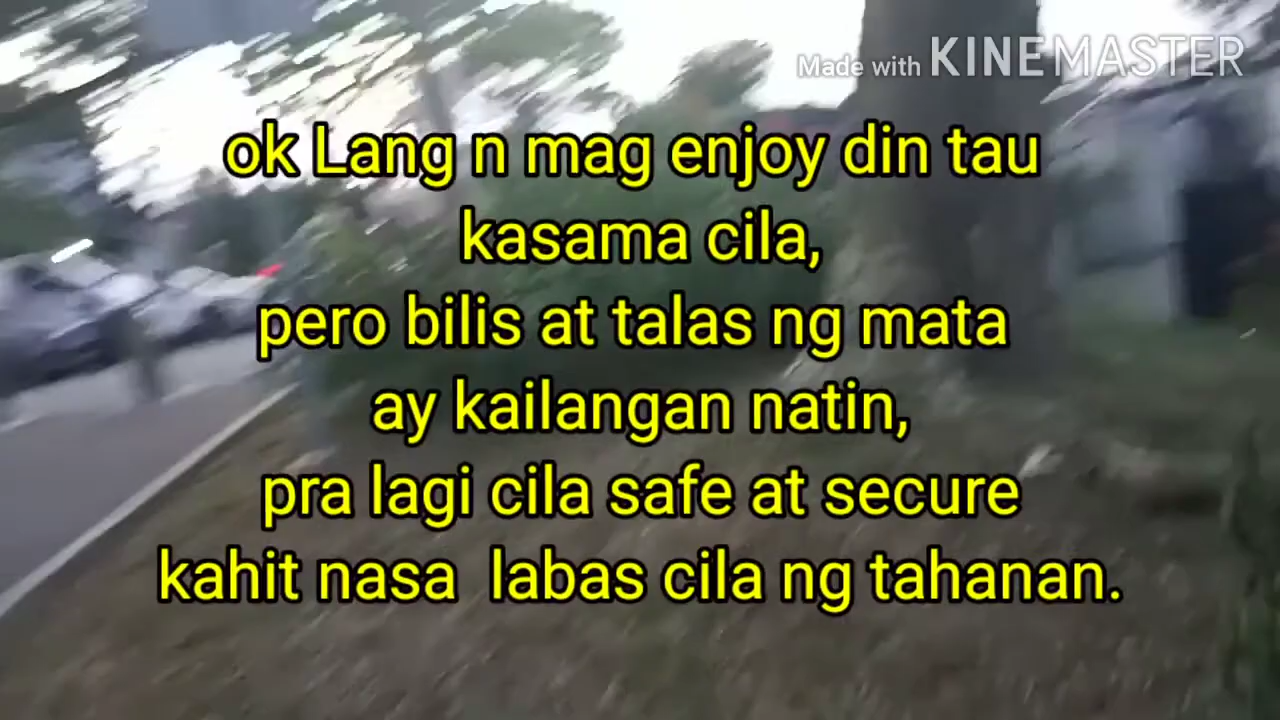 Made with KINEMASTER
ok Lang n mag enjoy din tau
kasama cila,
pero bilis at talas ng mata
ay kailangan natin,
pra lagi cila safe at secure
kahit nasa  labas cila ng tahanan.